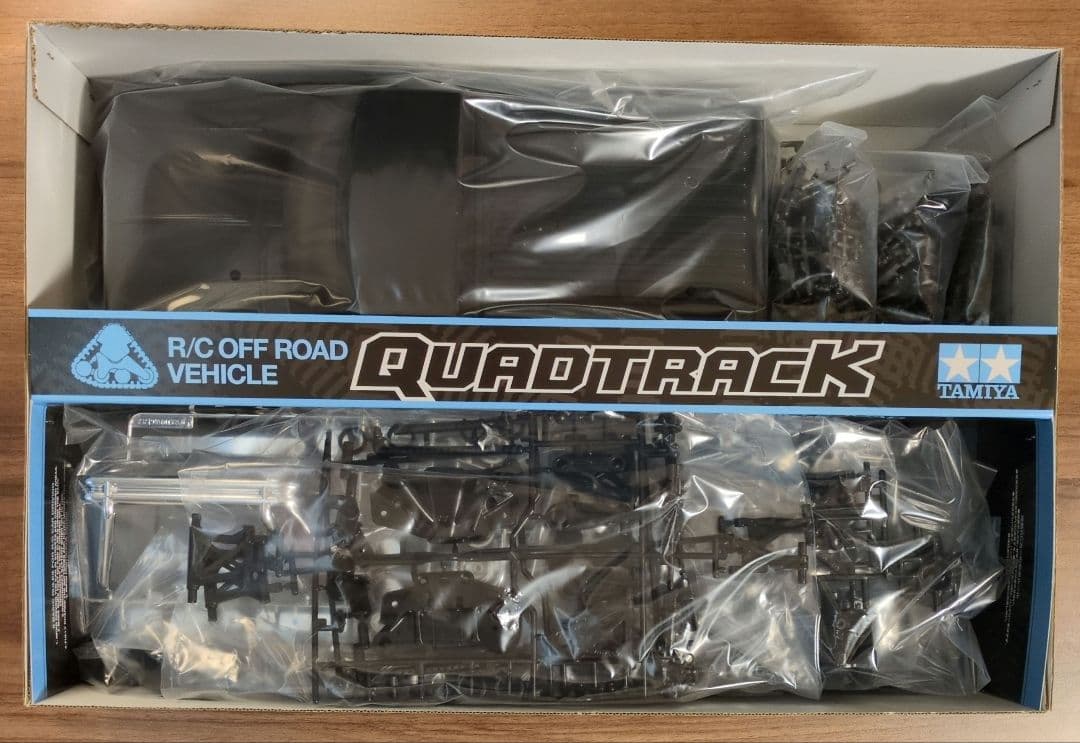 R/C OFF ROAD
VEHICLE
QUADTRACK
TAMIYA